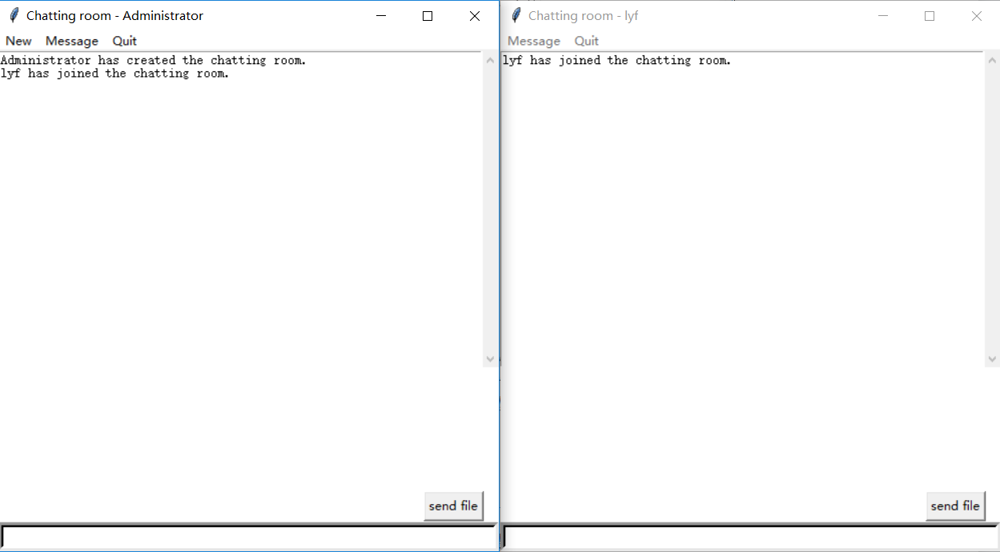 Chatting room - Administrator
New Message Quit
Administrator has created the chatting room.
lyf has joined the chatting room.
send file
Chatting room - lyf
Message Quit
lyf has joined the chatting room.
send file